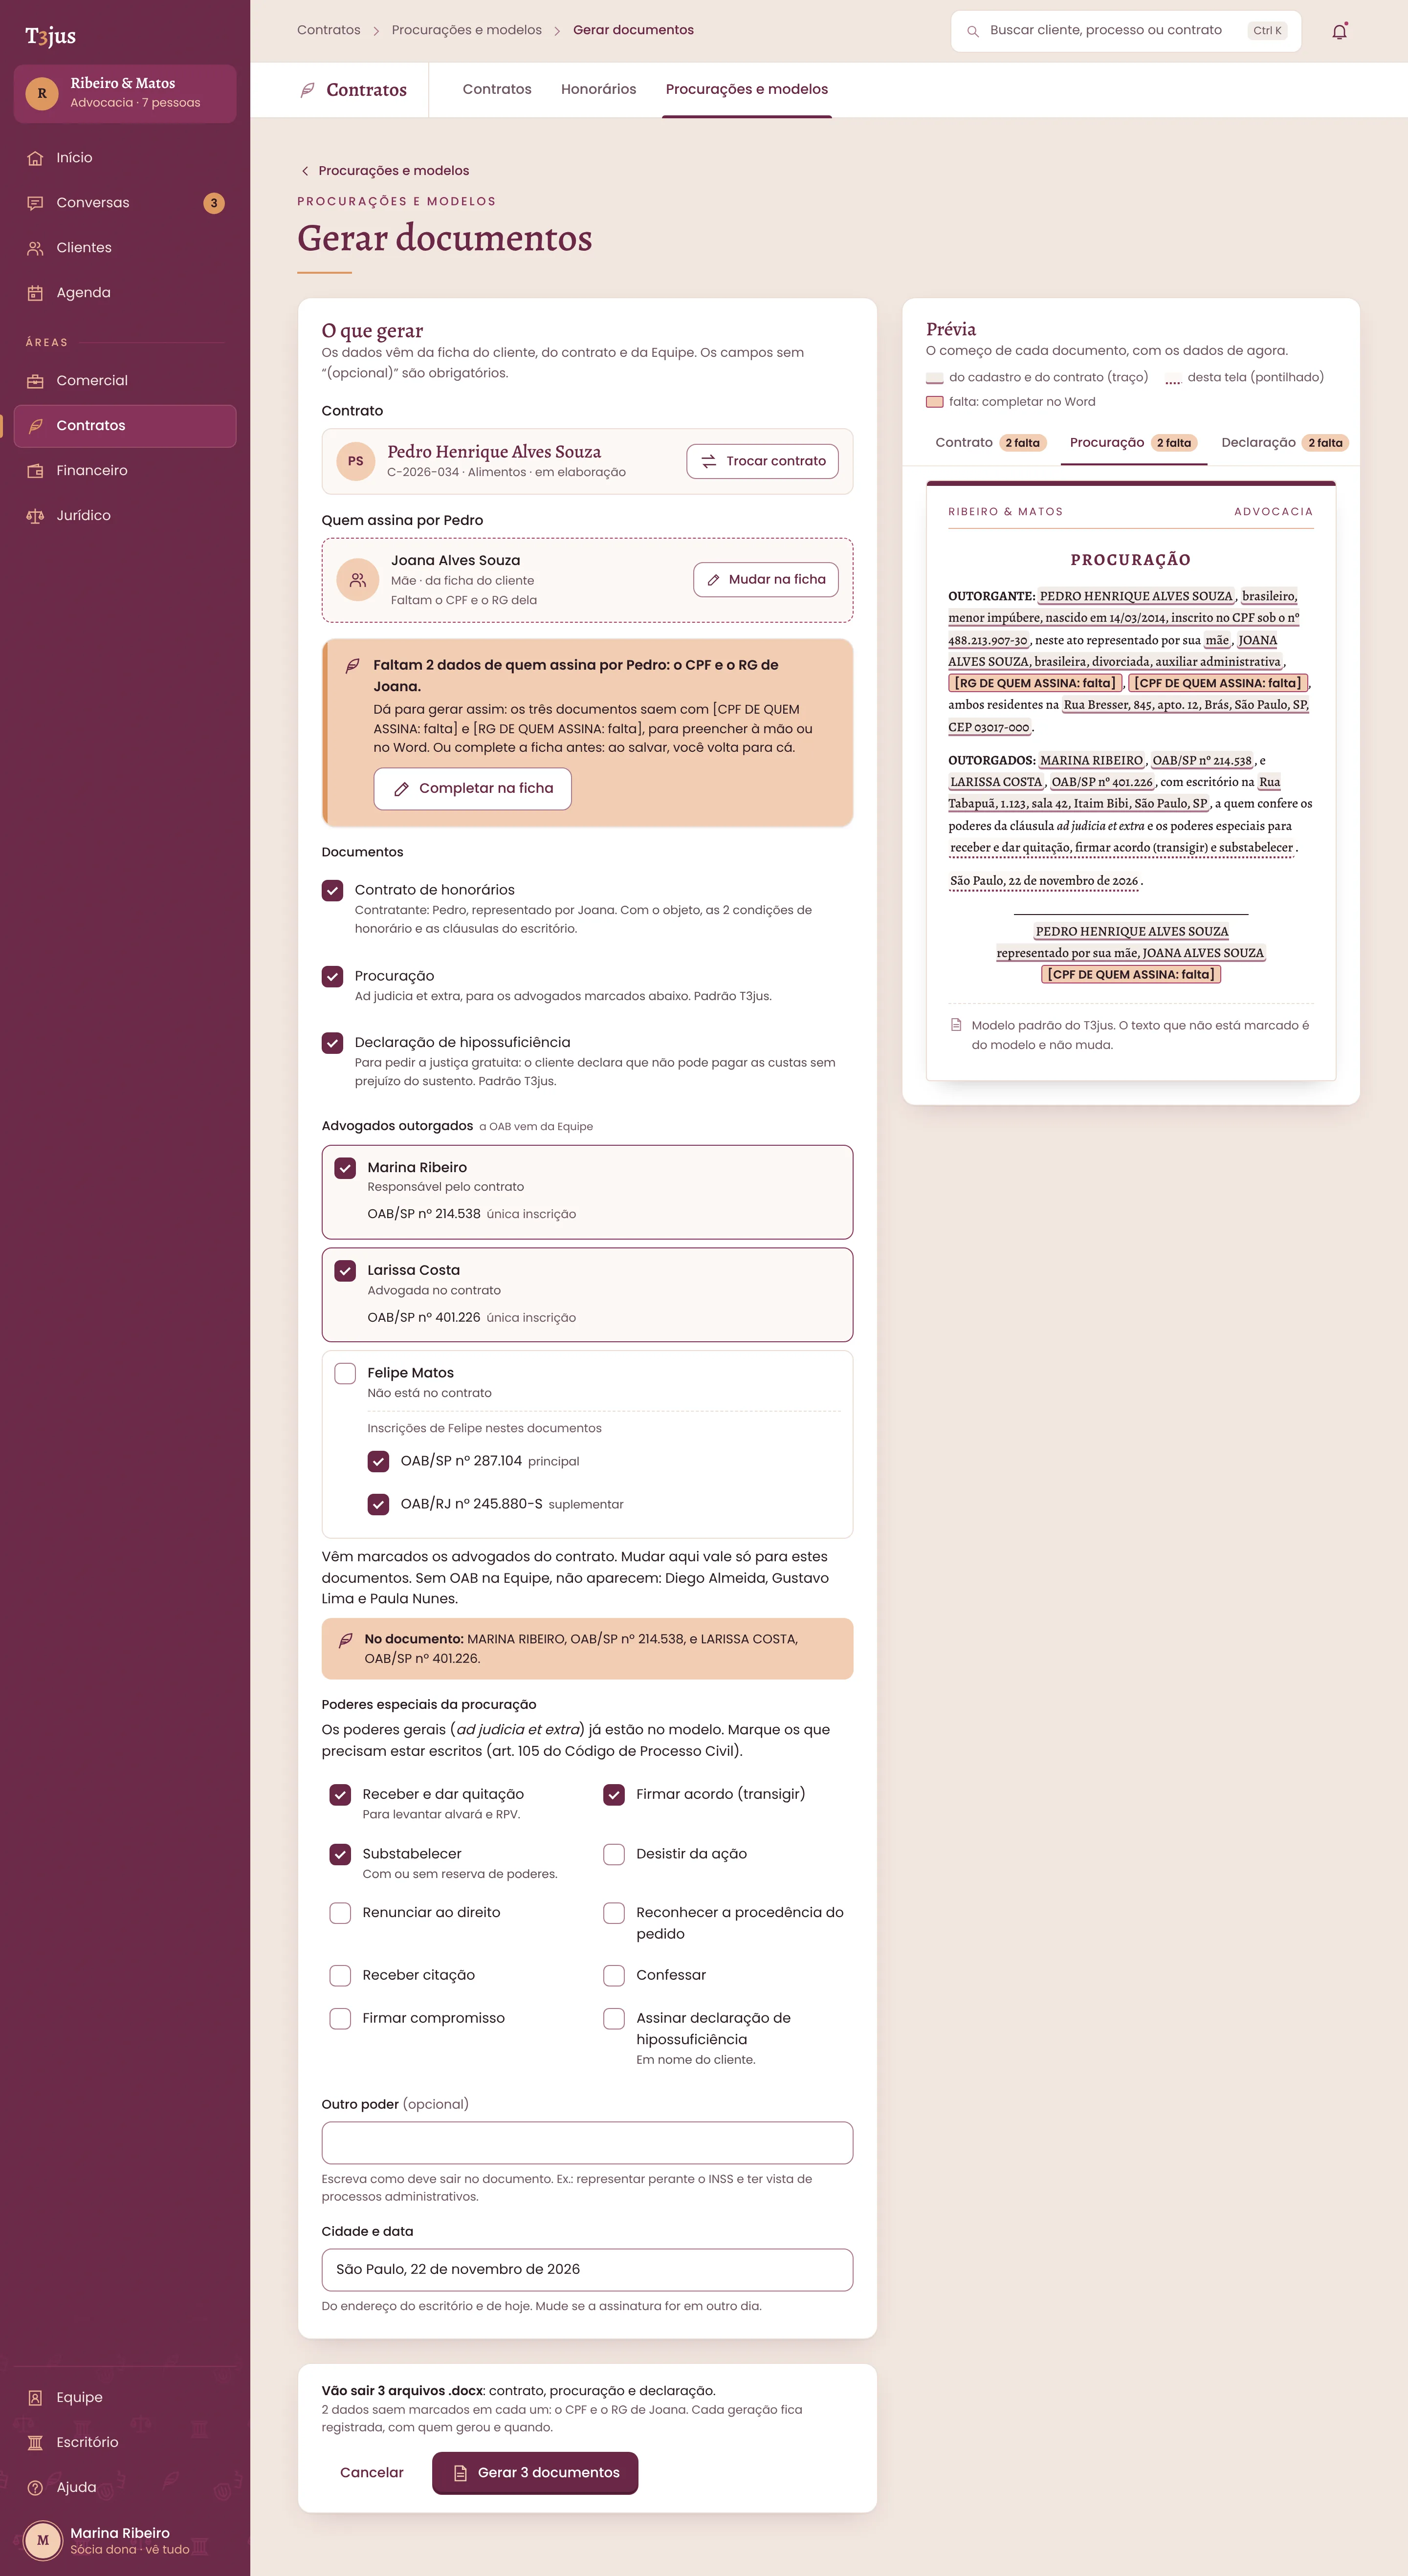 T3jus
R
Ribeiro & Matos
Advocacia · 7 pessoas
Início
Conversas
3
Clientes
Agenda
ÁREAS
Comercial
Contratos
Financeiro
Jurídico
Equipe
Escritório
Ajuda
M
Marina Ribeiro
Sócia dona · vê tudo
Contratos > Procurações e modelos > Gerar documentos
Buscar cliente, processo ou contrato
Ctrl K
Contratos
Contratos
Honorários
Procurações e modelos
Procurações e modelos
PROCURAÇÕES E MODELOS
Gerar documentos
O que gerar
Os dados vêm da ficha do cliente, do contrato e da Equipe. Os campos sem
“(opcional)” são obrigatórios.
Contrato
PS
Pedro Henrique Alves Souza
C-2026-034 · Alimentos · em elaboração
Trocar contrato
Quem assina por Pedro
Joana Alves Souza
Mãe · da ficha do cliente
Faltam o CPF e o RG dela
Mudar na ficha
Faltam 2 dados de quem assina por Pedro: o CPF e o RG de
Joana.
Dá para gerar assim: os três documentos saem com [CPF DE QUEM
ASSINA: falta] e [RG DE QUEM ASSINA: falta], para preencher à mão ou
no Word. Ou complete a ficha antes: ao salvar, você volta para cá.
Completar na ficha
Documentos
Contrato de honorários
Contratante: Pedro, representado por Joana. Com o objeto, as 2 condições de
honorário e as cláusulas do escritório.
Procuração
Ad judicia et extra, para os advogados marcados abaixo. Padrão T3jus.
Declaração de hipossuficiência
Para pedir a justiça gratuita: o cliente declara que não pode pagar as custas sem
prejuízo do sustento. Padrão T3jus.
Advogados outorgados a OAB vem da Equipe
Marina Ribeiro
Responsável pelo contrato
OAB/SP nº 214.538 única inscrição
Larissa Costa
Advogada no contrato
OAB/SP nº 401.226 única inscrição
Felipe Matos
Não está no contrato
Inscrições de Felipe nestes documentos
OAB/SP nº 287.104 principal
OAB/RJ nº 245.880-S suplementar
Vêm marcados os advogados do contrato. Mudar aqui vale só para estes
documentos. Sem OAB na Equipe, não aparecem: Diego Almeida, Gustavo
Lima e Paula Nunes.
No documento: MARINA RIBEIRO, OAB/SP nº 214.538, e LARISSA COSTA,
OAB/SP nº 401.226.
Poderes especiais da procuração
Os poderes gerais (ad judicia et extra) já estão no modelo. Marque os que
precisam estar escritos (art. 105 do Código de Processo Civil).
Receber e dar quitação
Para levantar alvará e RPV.
Firmar acordo (transigir)
Substabelecer
Com ou sem reserva de poderes.
Desistir da ação
Renunciar ao direito
Reconhecer a procedência do
pedido
Receber citação
Confessar
Firmar compromisso
Assinar declaração de
hipossuficiência
Em nome do cliente.
Outro poder (opcional)
Escreva como deve sair no documento. Ex.: representar perante o INSS e ter vista de
processos administrativos.
Cidade e data
São Paulo, 22 de novembro de 2026
Do endereço do escritório e de hoje. Mude se a assinatura for em outro dia.
Vão sair 3 arquivos .docx: contrato, procuração e declaração.
2 dados saem marcados em cada um: o CPF e o RG de Joana. Cada geração fica
registrada, com quem gerou e quando.
Cancelar
Gerar 3 documentos
Prévia
O começo de cada documento, com os dados de agora.
do cadastro e do contrato (traço)
desta tela (pontilhado)
falta: completar no Word
Contrato 2 falta
Procuração 2 falta
Declaração 2 falta
RIBEIRO & MATOS
ADVOCACIA
PROCURAÇÃO
OUTORGANTE: PEDRO HENRIQUE ALVES SOUZA, brasileiro,
menor impúbere, nascido em 14/03/2014, inscrito no CPF sob o nº
488.213.907-30, neste ato representado por sua mãe, JOANA
ALVES SOUZA, brasileira, divorciada, auxiliar administrativa,
[RG DE QUEM ASSINA: falta], [CPF DE QUEM ASSINA: falta],
ambos residentes na Rua Bresser, 845, apto. 12, Brás, São Paulo, SP,
CEP 03017-000.
OUTORGADOS: MARINA RIBEIRO, OAB/SP nº 214.538, e
LARISSA COSTA, OAB/SP nº 401.226, com escritório na Rua
Tabapuã, 1.123, sala 42, Itaim Bibi, São Paulo, SP, a quem confere os
poderes da cláusula ad judicia et extra e os poderes especiais para
receber e dar quitação, firmar acordo (transigir) e substabelecer.
São Paulo, 22 de novembro de 2026.
PEDRO HENRIQUE ALVES SOUZA
representado por sua mãe, JOANA ALVES SOUZA
[CPF DE QUEM ASSINA: falta]
Modelo padrão do T3jus. O texto que não está marcado é
do modelo e não muda.